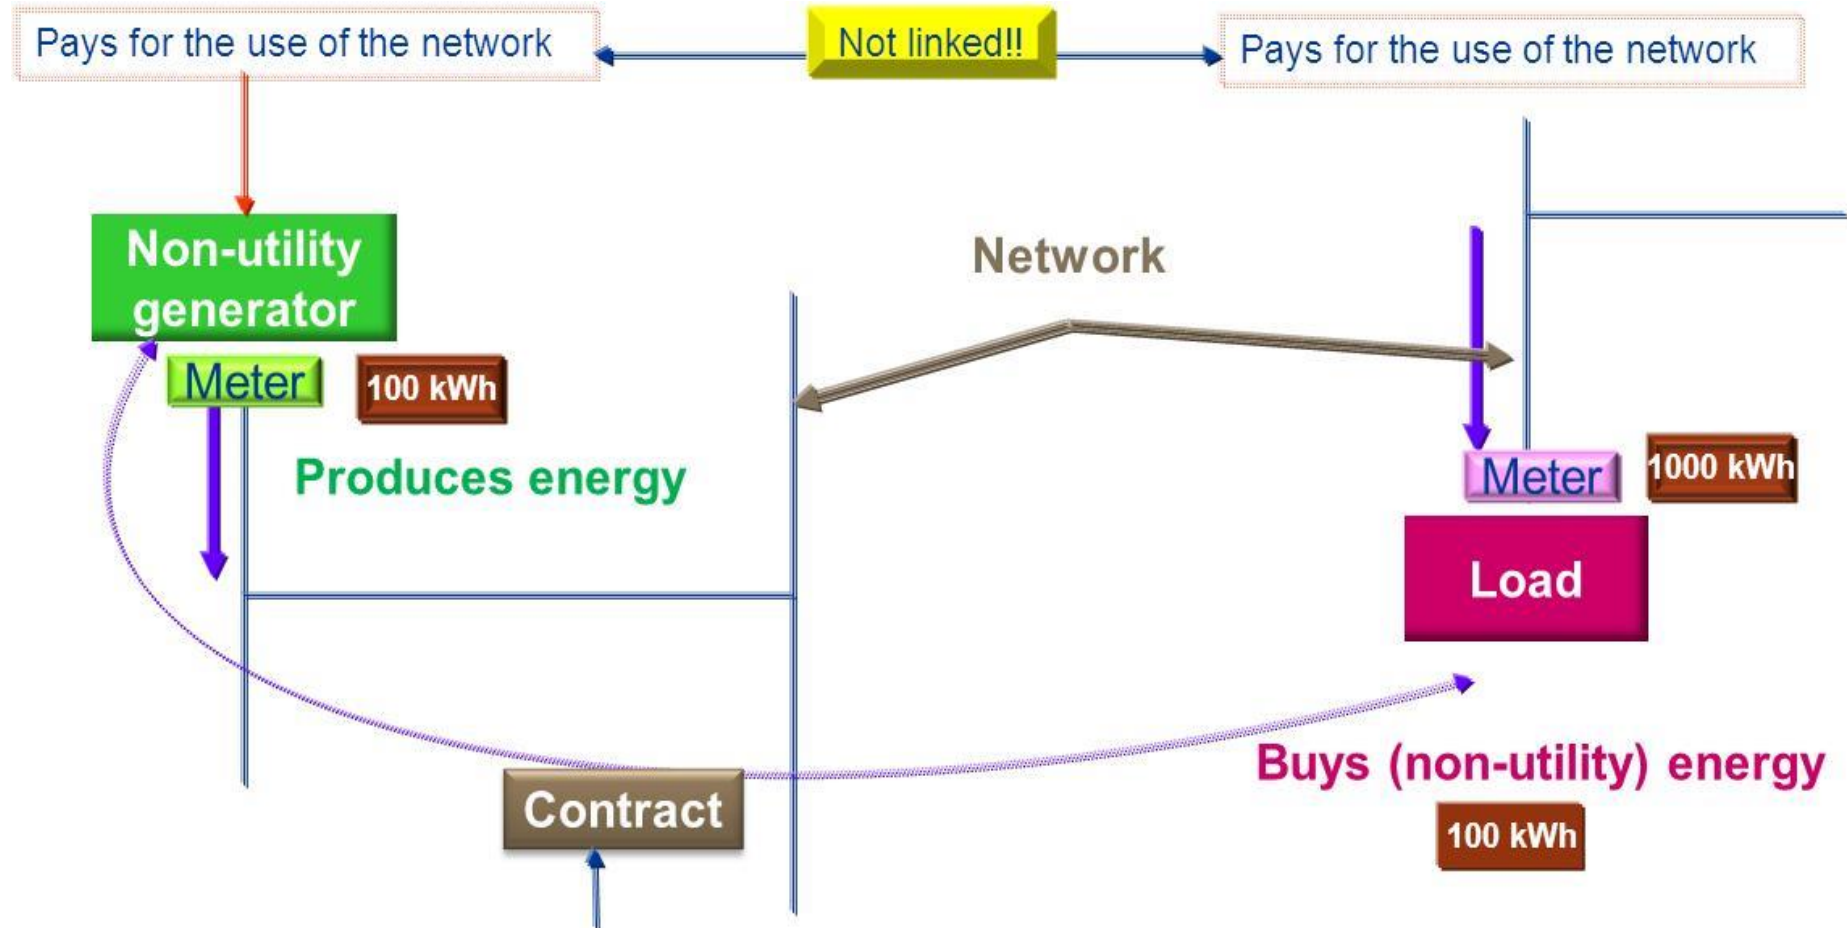 Pays for the use of the network
Not linked!!
Pays for the use of the network
Non-utility
generator
Network
Meter
100 kWh
Produces energy
Meter
1000 kWh
Load
Buys (non-utility) energy
Contract
100 kWh